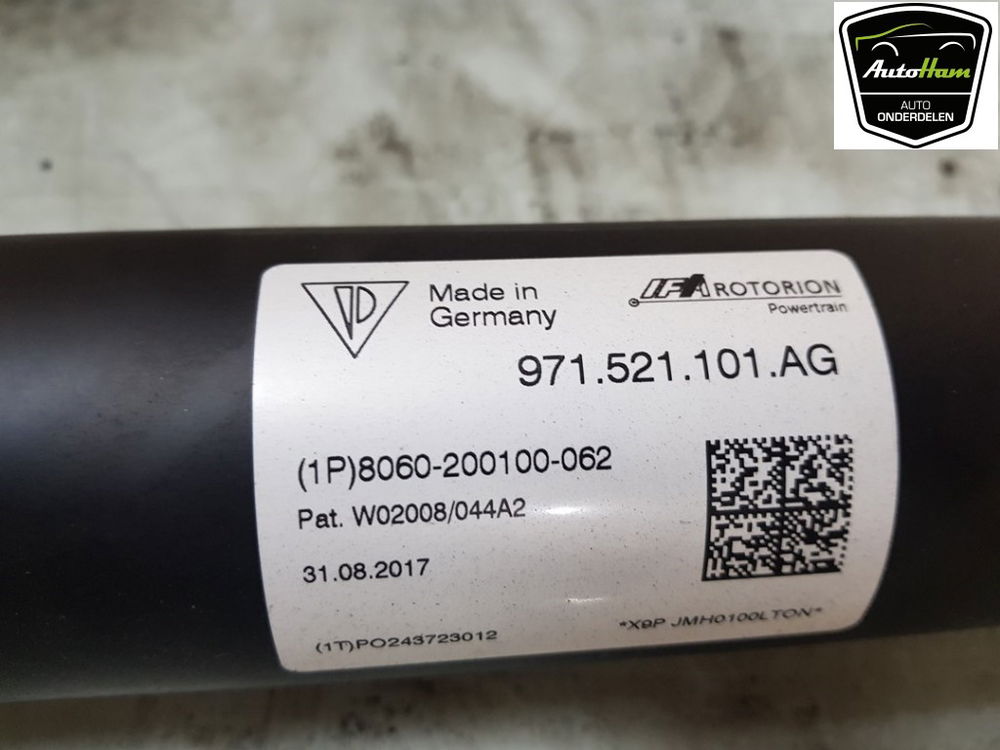 AutoHam
AUTO
ONDERDELEN
Made in
Germany
IFA ROTORION
Powertrain
971.521.101.AG
(1P)8060-200100-062
Pat. W02008/044A2
31.08.2017
(1T)PO243723012
*X9P JMH0100LTON*